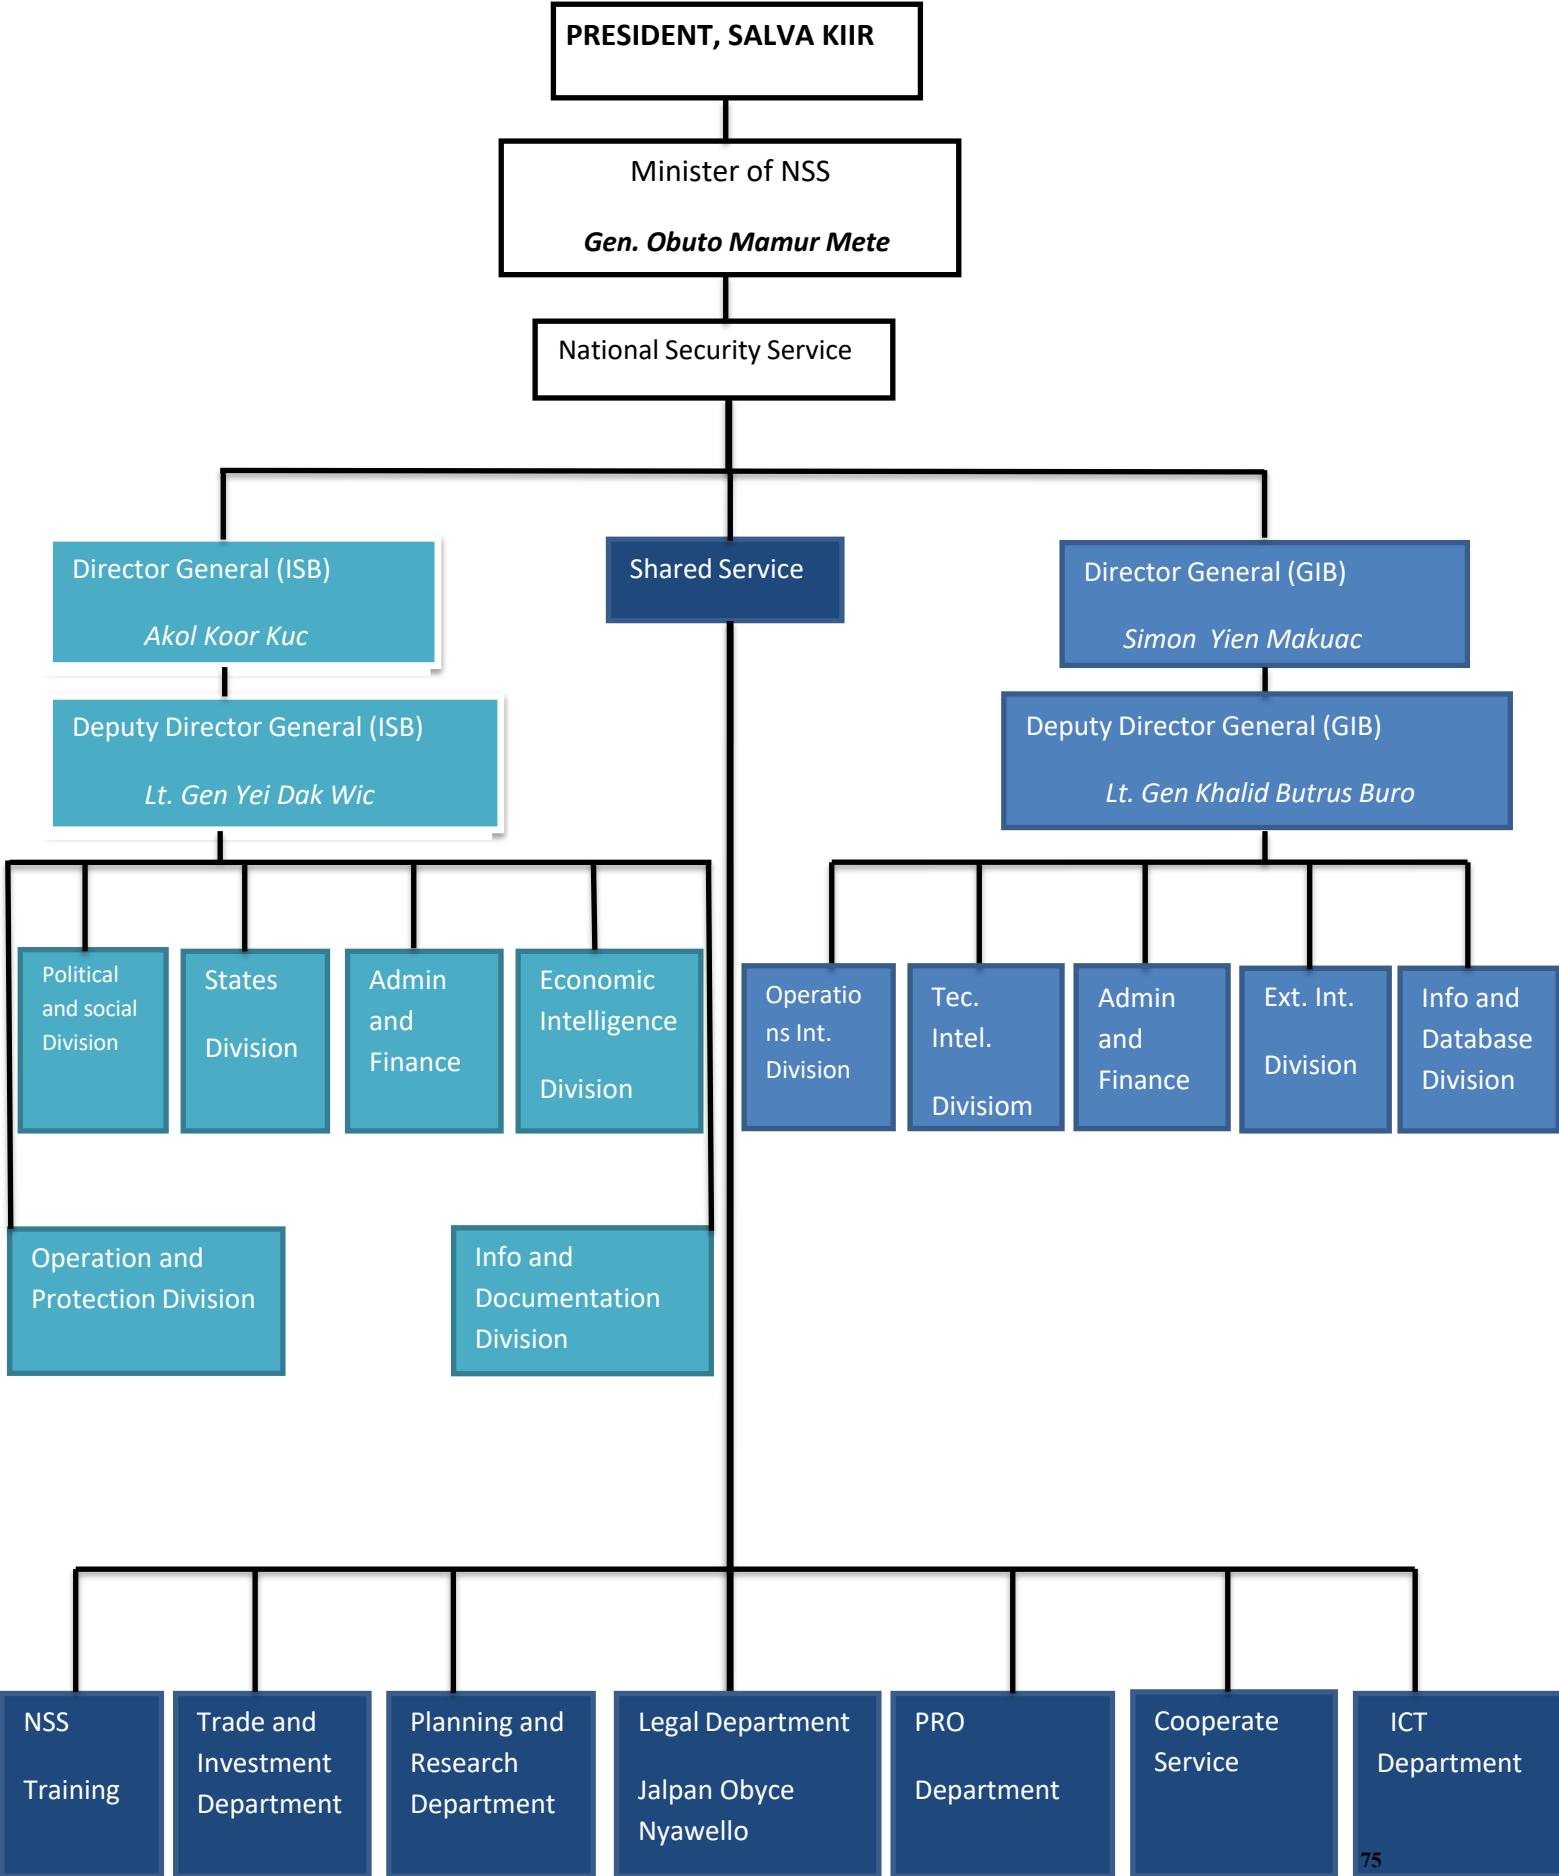 PRESIDENT, SALVA KIIR
Minister of NSS
Gen. Obuto Mamur Mete
National Security Service
Director General (ISB)
Akol Koor Kuc
Shared Service
Director General (GIB)
Simon Yien Makuac
Deputy Director General (ISB)
Lt. Gen Yei Dak Wic
Deputy Director General (GIB)
Lt. Gen Khalid Butrus Buro
Political
and social
Division
States
Division
Admin
and
Finance
Economic
Intelligence
Division
Operatio
ns Int.
Division
Tec.
Intel.
Divisiom
Admin
and
Finance
Ext. Int.
Division
Info and
Database
Division
Operation and
Protection Division
Info and
Documentation
Division
NSS
Training
Trade and
Investment
Department
Planning and
Research
Department
Legal Department
Jalpan Obyce
Nyawello
PRO
Department
Cooperate
Service
ICT
Department
75